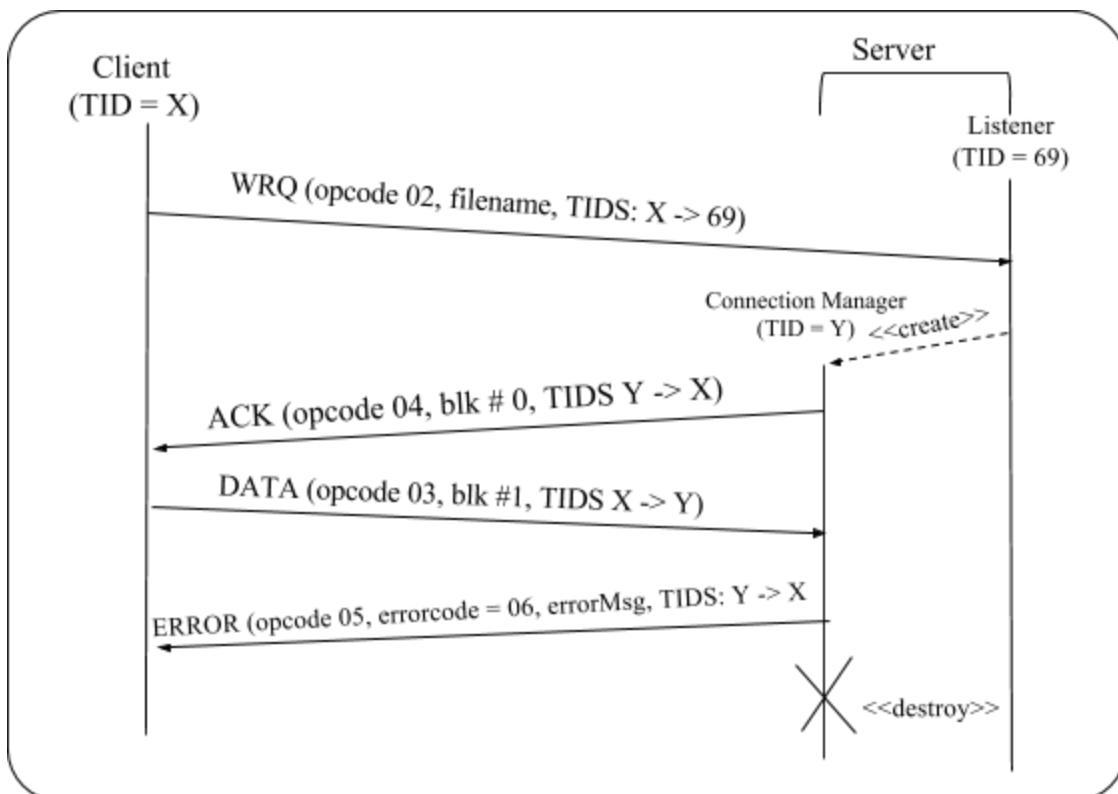 Client
(TID = X)
Server
Listener
(TID = 69)
WRQ (opcode 02, filename, TIDS: X -> 69)
Connection Manager
(TID = Y)
<<create>>
ACK (opcode 04, blk # 0, TIDS Y -> X)
DATA (opcode 03, blk #1, TIDS X -> Y)
ERROR (opcode 05, errorcode = 06, errorMsg, TIDS: Y -> X
<<destroy>>